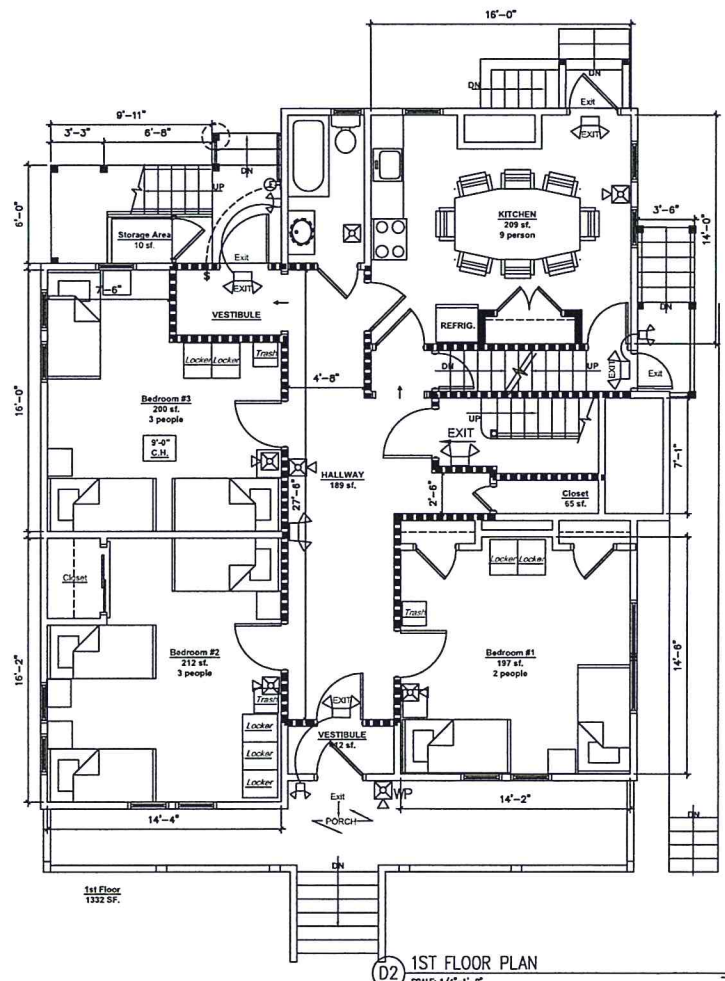 16'-0"
9'-11"
3'-3"
6'-8"
DN
DN
Exit
EXIT
DN
UP
6'-0"
Storage Area
10 sf.
Exit
KITCHEN
209 sf.
9 person
3'-6"
14'-0"
7'-6"
$
EXIT
VESTIBULE
REFRIG.
DN
Locker
Locker
Trash
4'-8"
DN
UP
EXIT
Exit
16'-0"
Bedroom #3
200 sf.
3 people
9'-0"
C.H.
UP
EXIT
7'-1"
HALLWAY
189 sf.
27'-6"
2'-6"
Closet
65 sf.
Closet
Locker
Locker
Trash
16'-2"
Bedroom #2
212 sf.
3 people
Bedroom #1
197 sf.
2 people
14'-6"
Trash
EXIT
Locker
Locker
Locker
VESTIBULE
12 sf.
Exit
WP
PORCH
14'-4"
14'-2"
DN
DN
1st Floor
1332 SF.
D2
1ST FLOOR PLAN